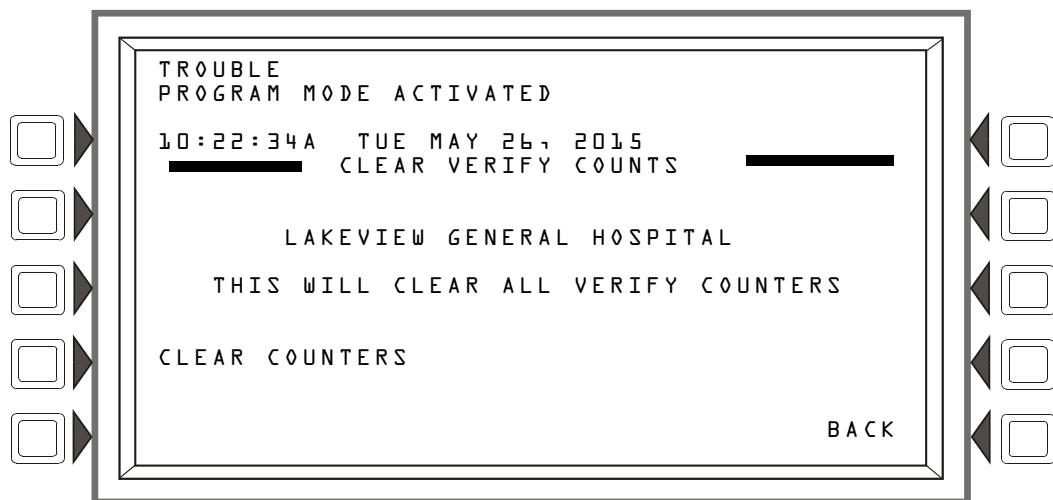 TROUBLE
PROGRAM MODE ACTIVATED
10:22:34A TUE MAY 26, 2015
CLEAR VERIFY COUNTS
LAKEVIEW GENERAL HOSPITAL
THIS WILL CLEAR ALL VERIFY COUNTERS
CLEAR COUNTERS
BACK